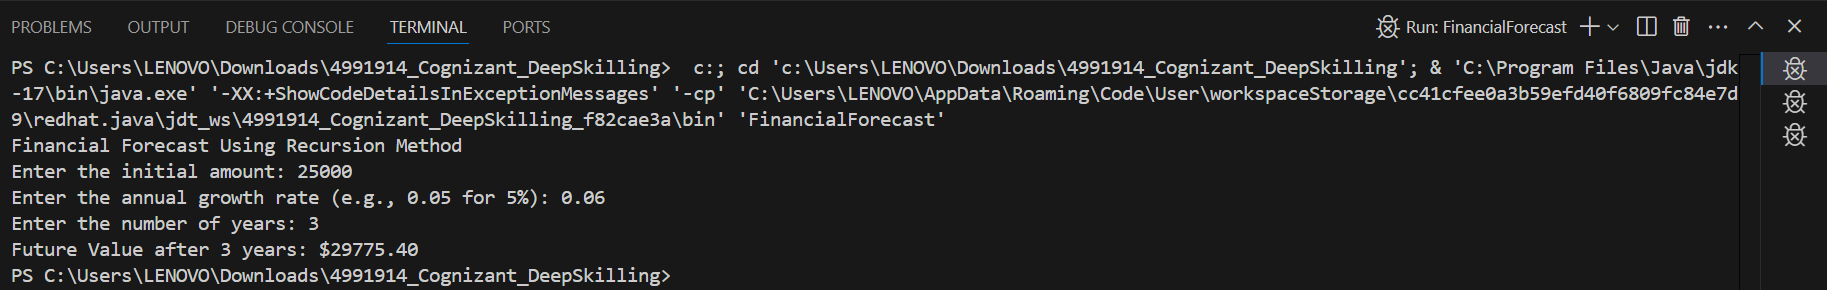 PROBLEMS OUTPUT DEBUG CONSOLE TERMINAL PORTS Run: FinancialForecast
PS C:\Users\LENOVO\Downloads\4991914_Cognizant_DeepSkilling>  c:; cd 'c:\Users\LENOVO\Downloads\4991914_Cognizant_DeepSkilling'; & 'C:\Program Files\Java\jdk
-17\bin\java.exe' '-XX:+ShowCodeDetailsInExceptionMessages' '-cp' 'C:\Users\LENOVO\AppData\Roaming\Code\User\workspaceStorage\cc41cfee0a3b59efd40f6809fc84e7d
9\redhat.java\jdt_ws\4991914_Cognizant_DeepSkilling_f82cae3a\bin' 'FinancialForecast'
Financial Forecast Using Recursion Method
Enter the initial amount: 25000
Enter the annual growth rate (e.g., 0.05 for 5%): 0.06
Enter the number of years: 3
Future Value after 3 years: $29775.40
PS C:\Users\LENOVO\Downloads\4991914_Cognizant_DeepSkilling>